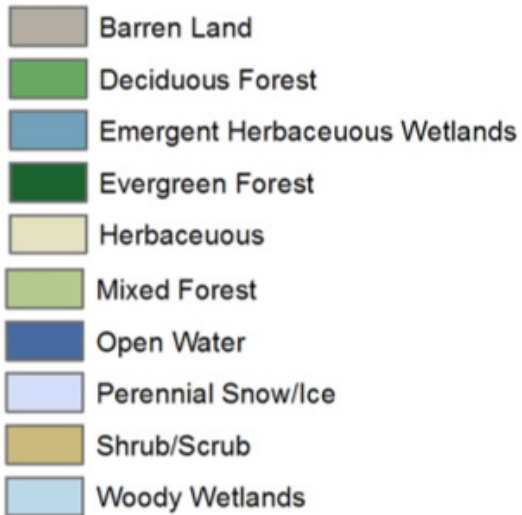 Barren Land
Deciduous Forest
Emergent Herbaceuous Wetlands
Evergreen Forest
Herbaceuous
Mixed Forest
Open Water
Perennial Snow/Ice
Shrub/Scrub
Woody Wetlands